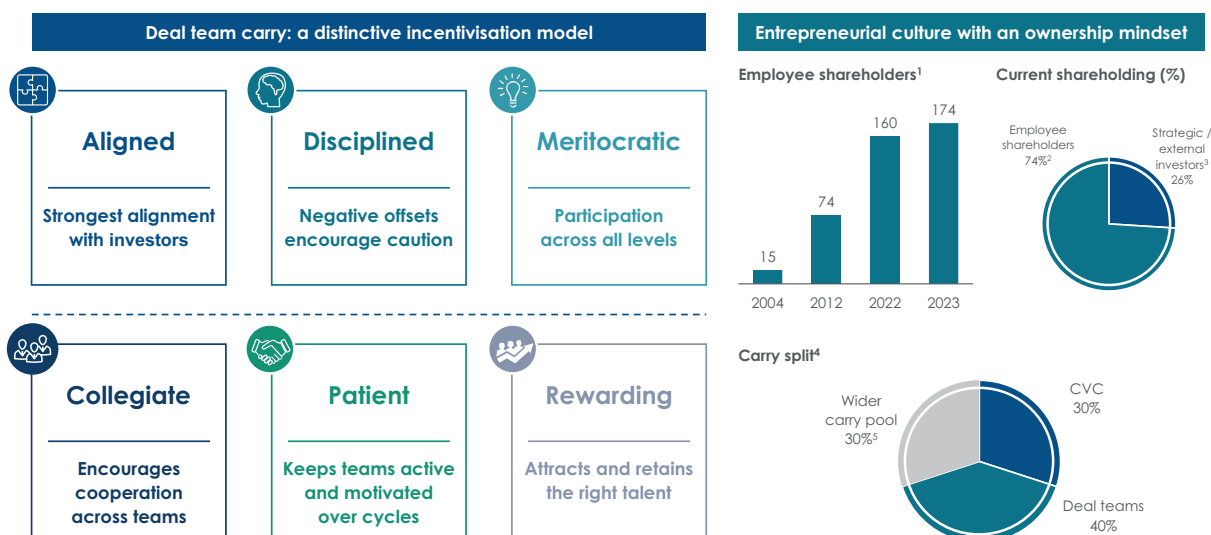 Deal team carry: a distinctive incentivisation model
Aligned
Strongest alignment
with investors
Disciplined
Negative offsets
encourage caution
Meritocratic
Participation
across all levels
Collegiate
Encourages
cooperation
across teams
Patient
Keeps teams active
and motivated
over cycles
Rewarding
Attracts and retains
the right talent
Entrepreneurial culture with an ownership mindset
Employee shareholders¹
15
74
160
174
2004
2012
2022
2023
Current shareholding (%)
Employee
shareholders
74%²
Strategic /
external
investors³
26%
Carry split⁴
Wider
carry pool
30%⁵
CVC
30%
Deal teams
40%